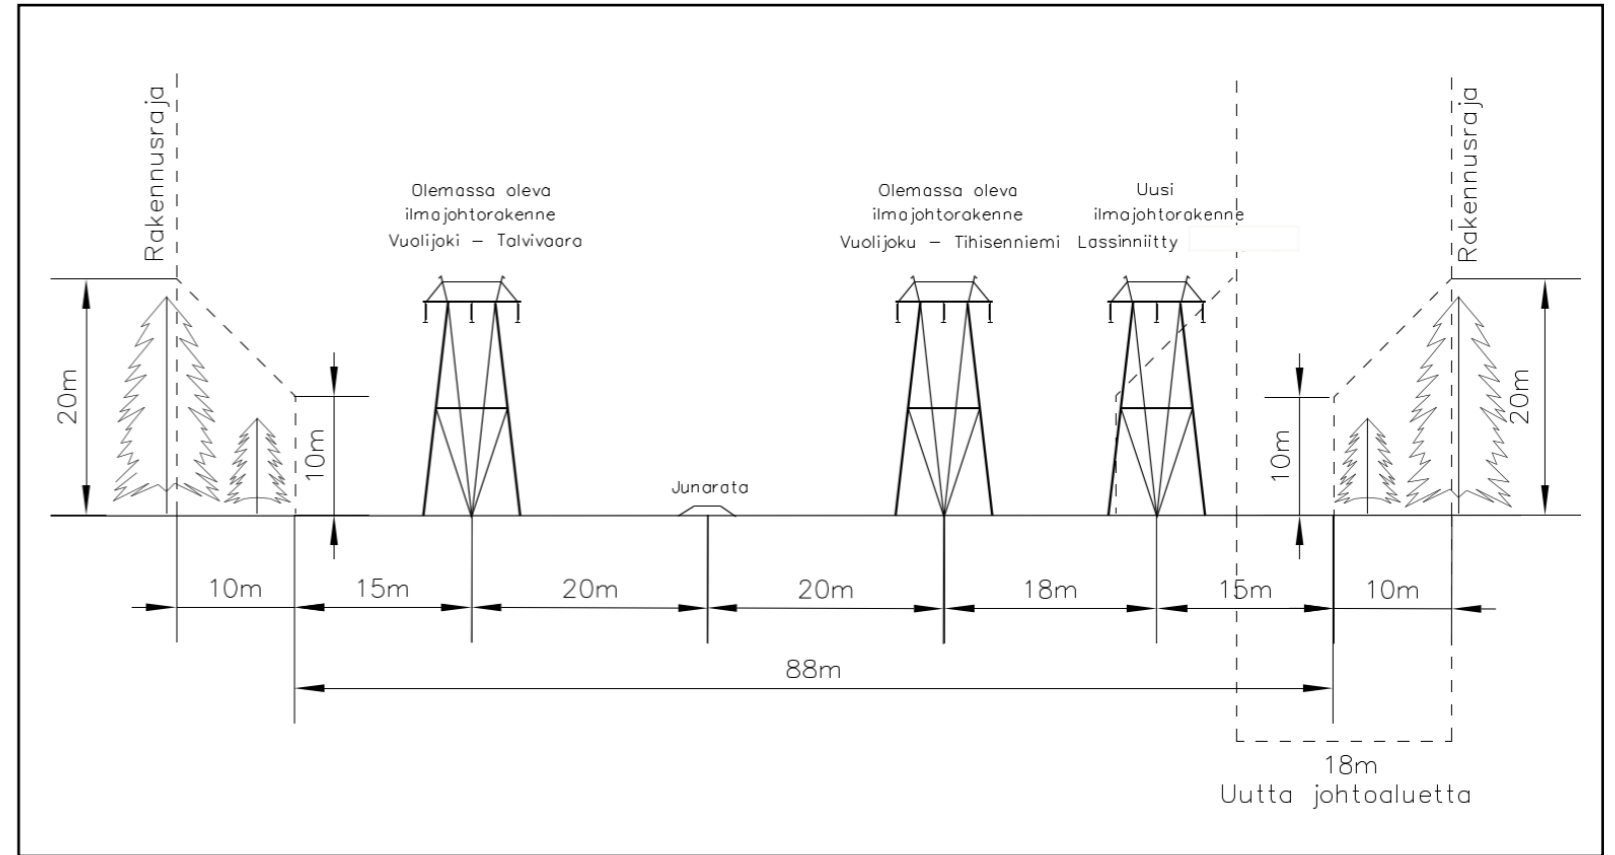 Rakennusraja
Rakennusraja
Olemassa oleva
ilmajohtorakenne
Vuolijoki – Talvivaara
Olemassa oleva
ilmajohtorakenne
Vuolijoku – Tihisenniemi
Uusi
ilmajohtorakenne
Lassinniitty
20m
10m
Junarata
10m
20m
10m
15m
20m
20m
18m
15m
10m
88m
18m
Uutta johtoaluetta